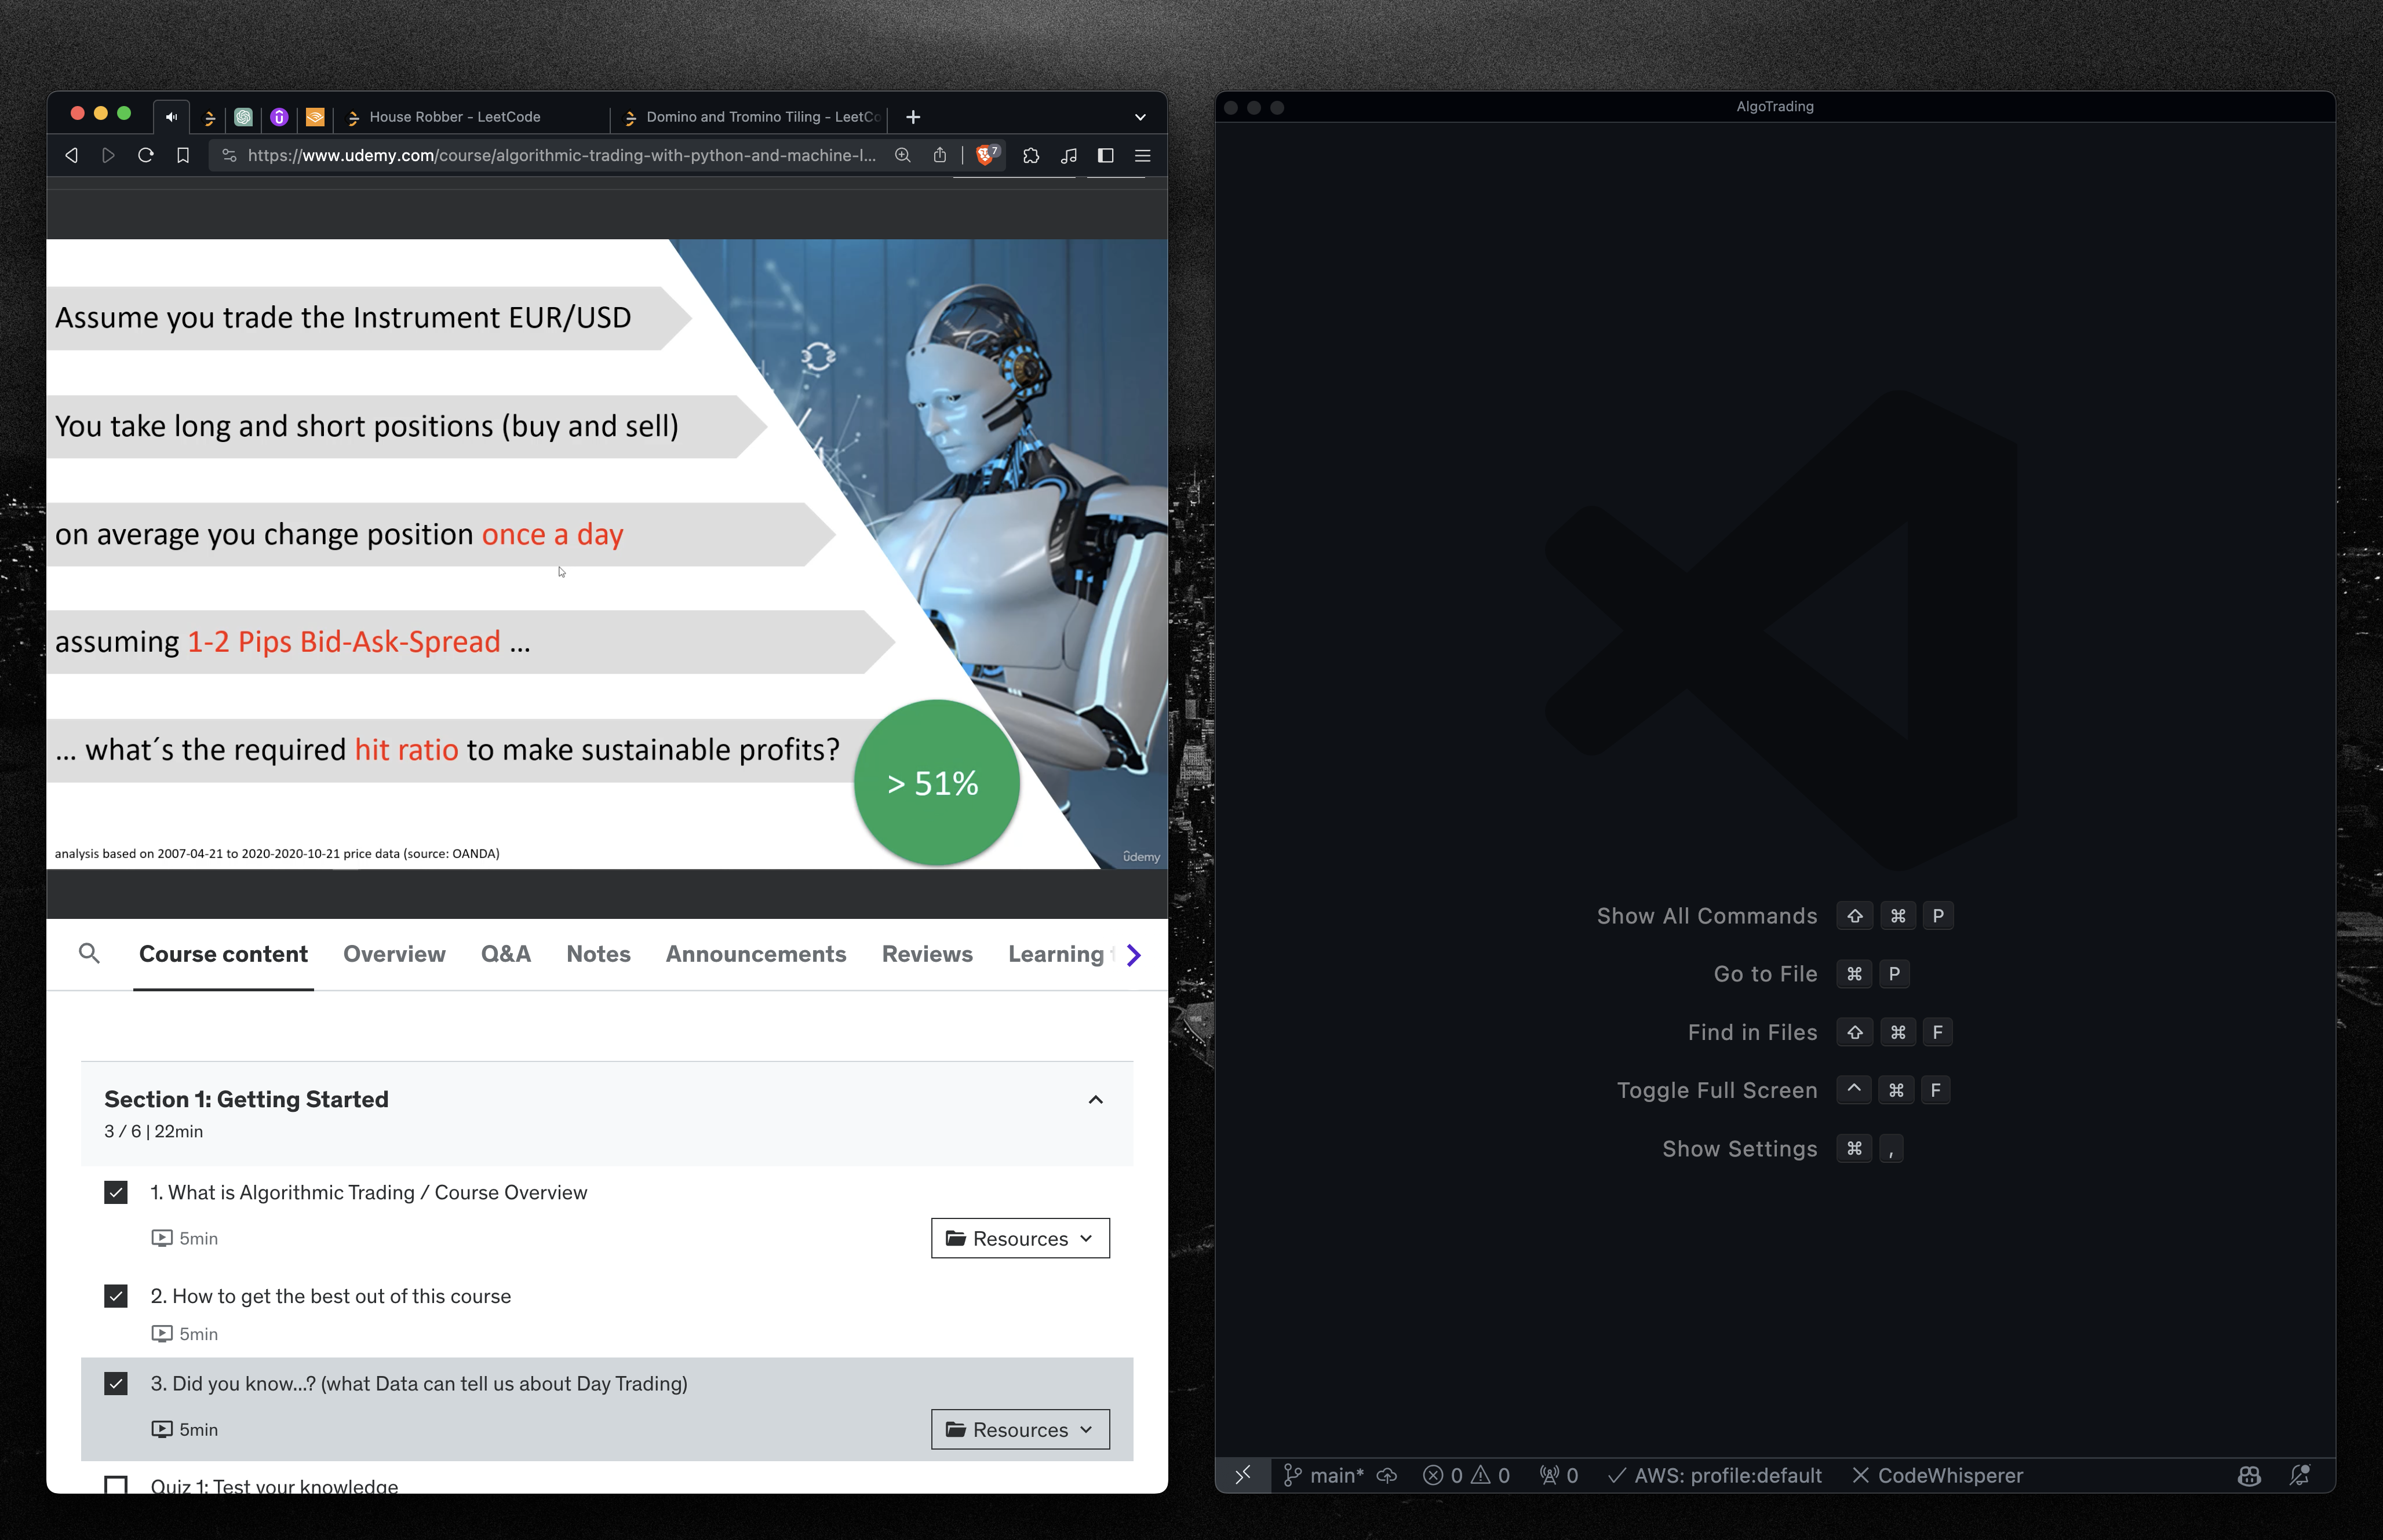 House Robber - LeetCode
Domino and Tromino Tiling - LeetCo
https://www.udemy.com/course/algorithmic-trading-with-python-and-machine-l...
7
Assume you trade the Instrument EUR/USD
You take long and short positions (buy and sell)
on average you change position once a day
assuming 1-2 Pips Bid-Ask-Spread ...
... what´s the required hit ratio to make sustainable profits?
> 51%
analysis based on 2007-04-21 to 2020-2020-10-21 price data (source: OANDA)
ûdemy
Course content Overview Q&A Notes Announcements Reviews Learning t
Section 1: Getting Started
3 / 6 | 22min
1. What is Algorithmic Trading / Course Overview
5min
Resources
2. How to get the best out of this course
5min
3. Did you know...? (what Data can tell us about Day Trading)
5min
Resources
Quiz 1: Test your knowledge
AlgoTrading
Show All Commands ⇧ ⌘ P
Go to File ⌘ P
Find in Files ⇧ ⌘ F
Toggle Full Screen ^ ⌘ F
Show Settings ⌘ ,
main* 0 0 0 AWS: profile:default CodeWhisperer